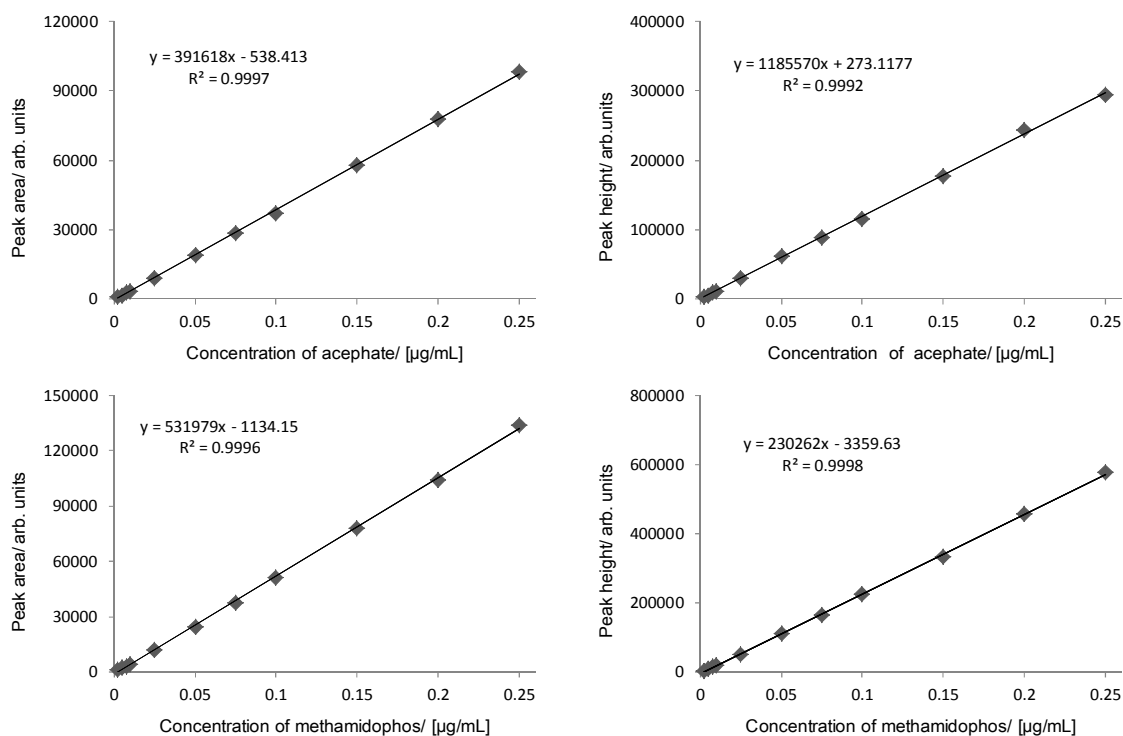 120000
90000
60000
30000
0
Peak area/ arb. units
y = 391618x - 538.413
R² = 0.9997
0 0.05 0.1 0.15 0.2 0.25
Concentration of acephate/ [µg/mL]
400000
300000
200000
100000
0
Peak height/ arb.units
y = 1185570x + 273.1177
R² = 0.9992
0 0.05 0.1 0.15 0.2 0.25
Concentration of acephate/ [µg/mL]
150000
120000
90000
60000
30000
0
Peak area/ arb. units
y = 531979x - 1134.15
R² = 0.9996
0 0.05 0.1 0.15 0.2 0.25
Concentration of methamidophos/ [µg/mL]
800000
600000
400000
200000
0
Peak height/ arb. units
y = 230262x - 3359.63
R² = 0.9998
0 0.05 0.1 0.15 0.2 0.25
Concentration of methamidophos/ [µg/mL]